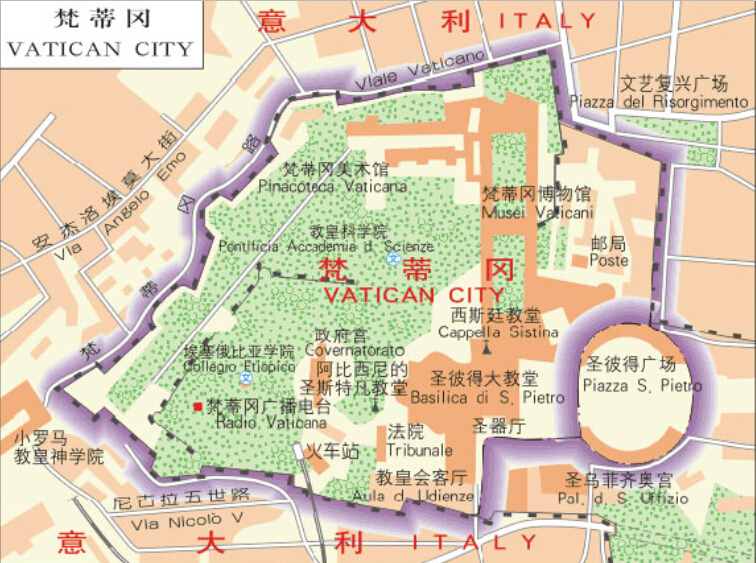 梵蒂冈
VATICAN CITY
意大利 ITALY
Viale Vaticano
文艺复兴广场
Piazza del Risorgimento
安杰洛埃莫大街
Via Angelo Emo
梵蒂冈路
梵蒂冈美术馆
Pinacoteca Vaticana
梵蒂冈博物馆
Musei Vaticani
教皇科学院
Pontificia Accademia d. Scienze
文
邮局
Poste
梵蒂冈
VATICAN CITY
西斯廷教堂
Cappella Sistina
政府宫
Covernatorato
埃塞俄比亚学院
Collegio Etiopico
文
阿比西尼的
圣斯特凡教堂
圣彼得大教堂
Basilica di S. Pietro
圣彼得广场
Piazza S. Pietro
梵蒂冈广播电台
Radio Vaticana
小罗马
教皇神学院
火车站
法院
Tribunale
圣器厅
教皇会客厅
Aula d. Udienze
圣乌菲齐奥宫
Pal. d. S. Uffizio
尼古拉五世路
Via Nicolò V
意大利 ITALY